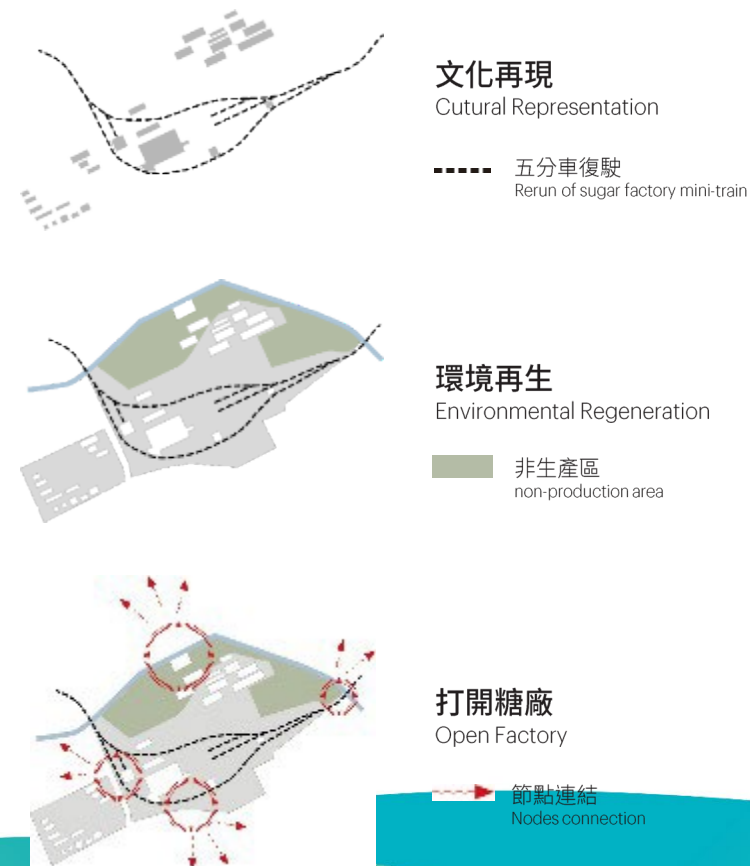 文化再現
Cutural Representation
五分車復駛
Rerun of sugar factory mini-train
環境再生
Environmental Regeneration
非生產區
non-production area
打開糖廠
Open Factory
節點連結
Nodes connection